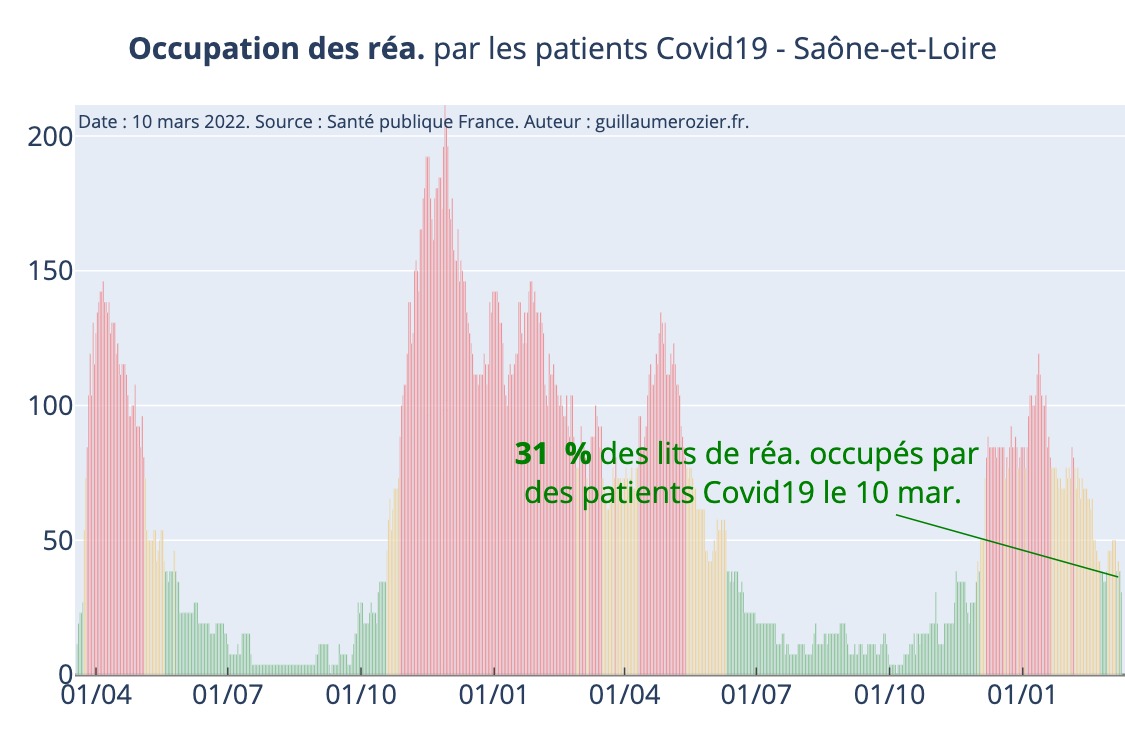 Occupation des réa. par les patients Covid19 - Saône-et-Loire
Date : 10 mars 2022. Source : Santé publique France. Auteur : guillaumerozier.fr.
200
150
100
50
0
31 % des lits de réa. occupés par
des patients Covid19 le 10 mar.
01/04 01/07 01/10 01/01 01/04 01/07 01/10 01/01